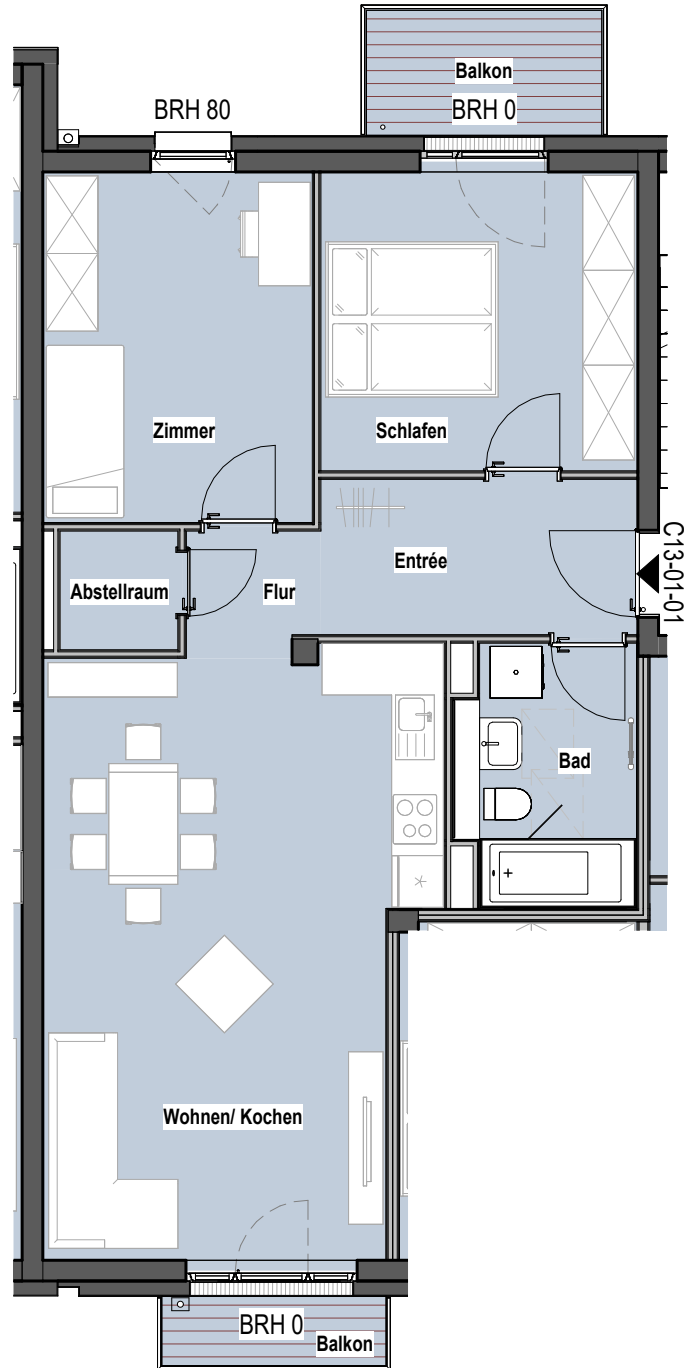 Balkon
BRH 80
BRH 0
Zimmer
Schlafen
C13-01-01
Entrée
Abstellraum
Flur
Bad
Wohnen/ Kochen
BRH 0
Balkon